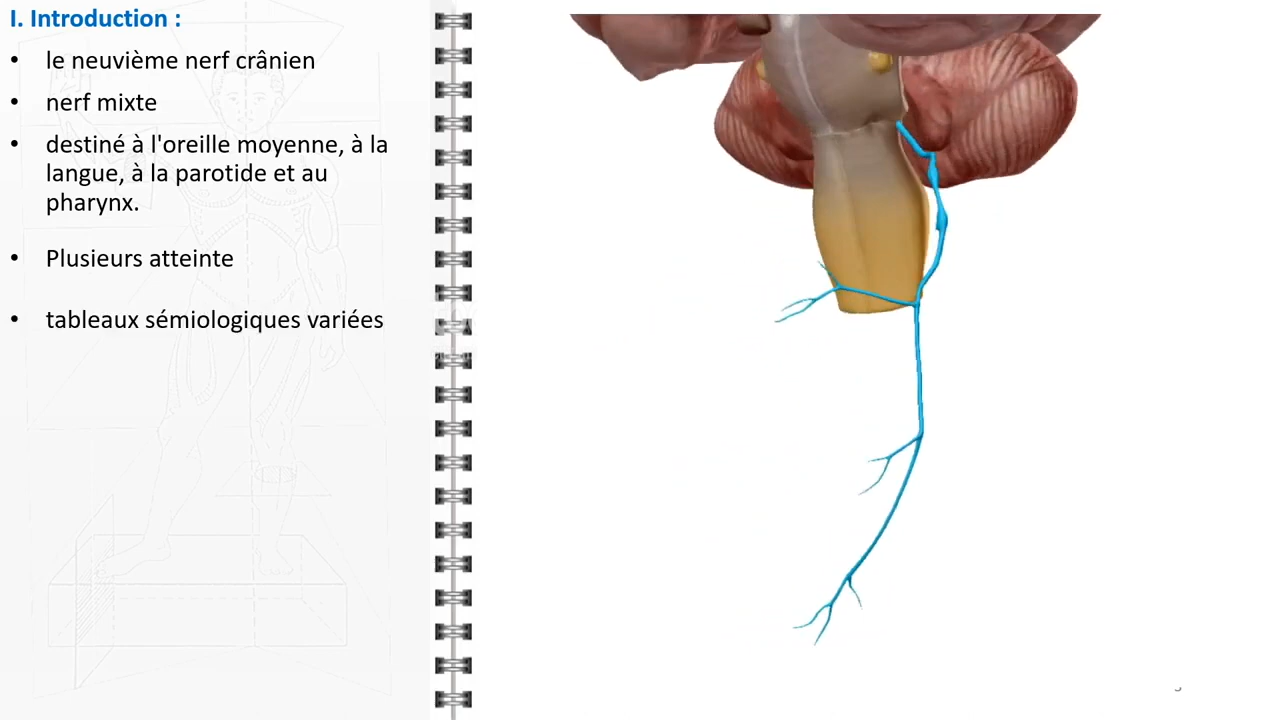 I. Introduction :
• le neuvième nerf crânien
• nerf mixte
• destiné à l'oreille moyenne, à la
langue, à la parotide et au
pharynx.
• Plusieurs atteinte
• tableaux sémiologiques variées